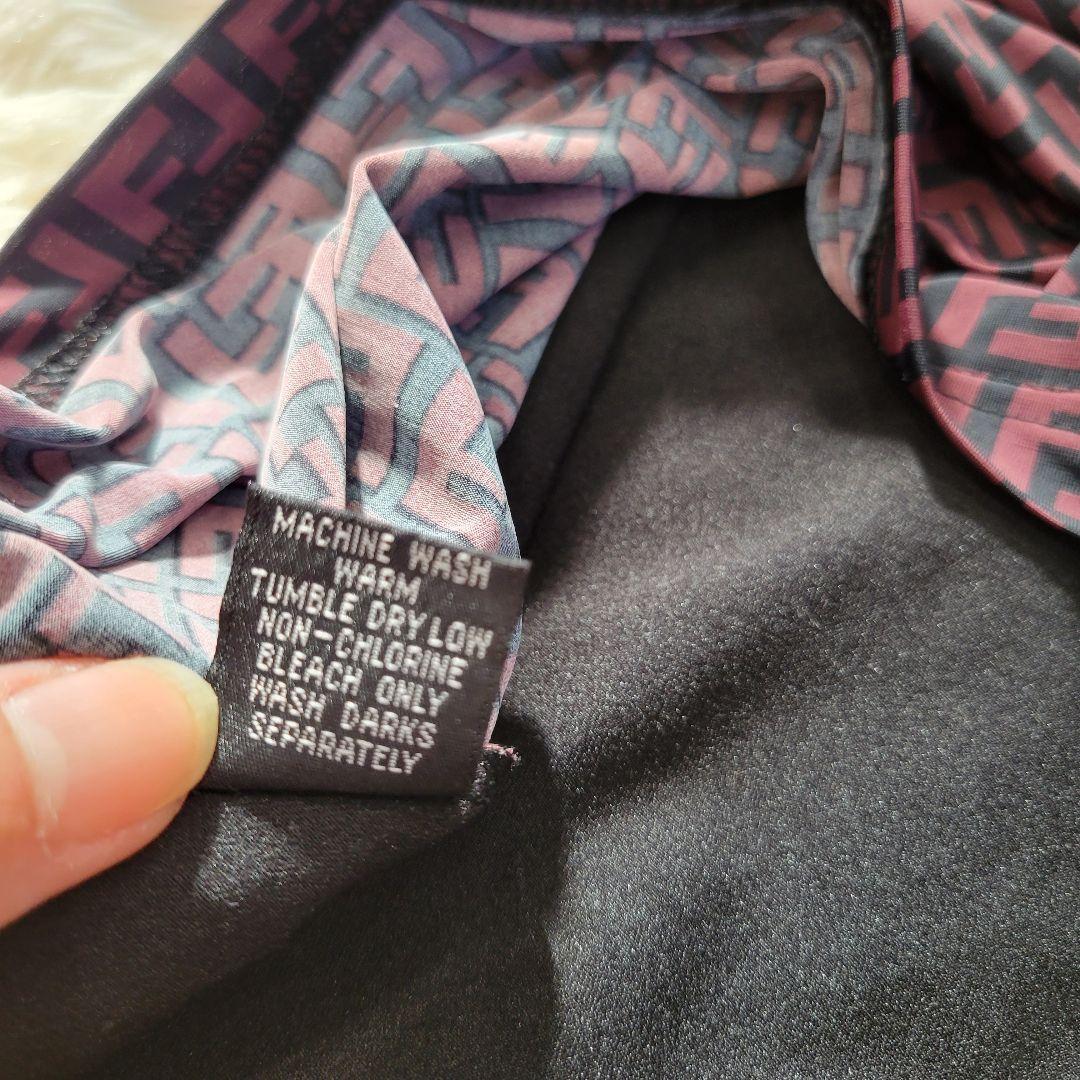 MACHINE WASH
WARM
TUMBLE DRY LOW
NON-CHLORINE
BLEACH ONLY
WASH DARKS
SEPARATELY